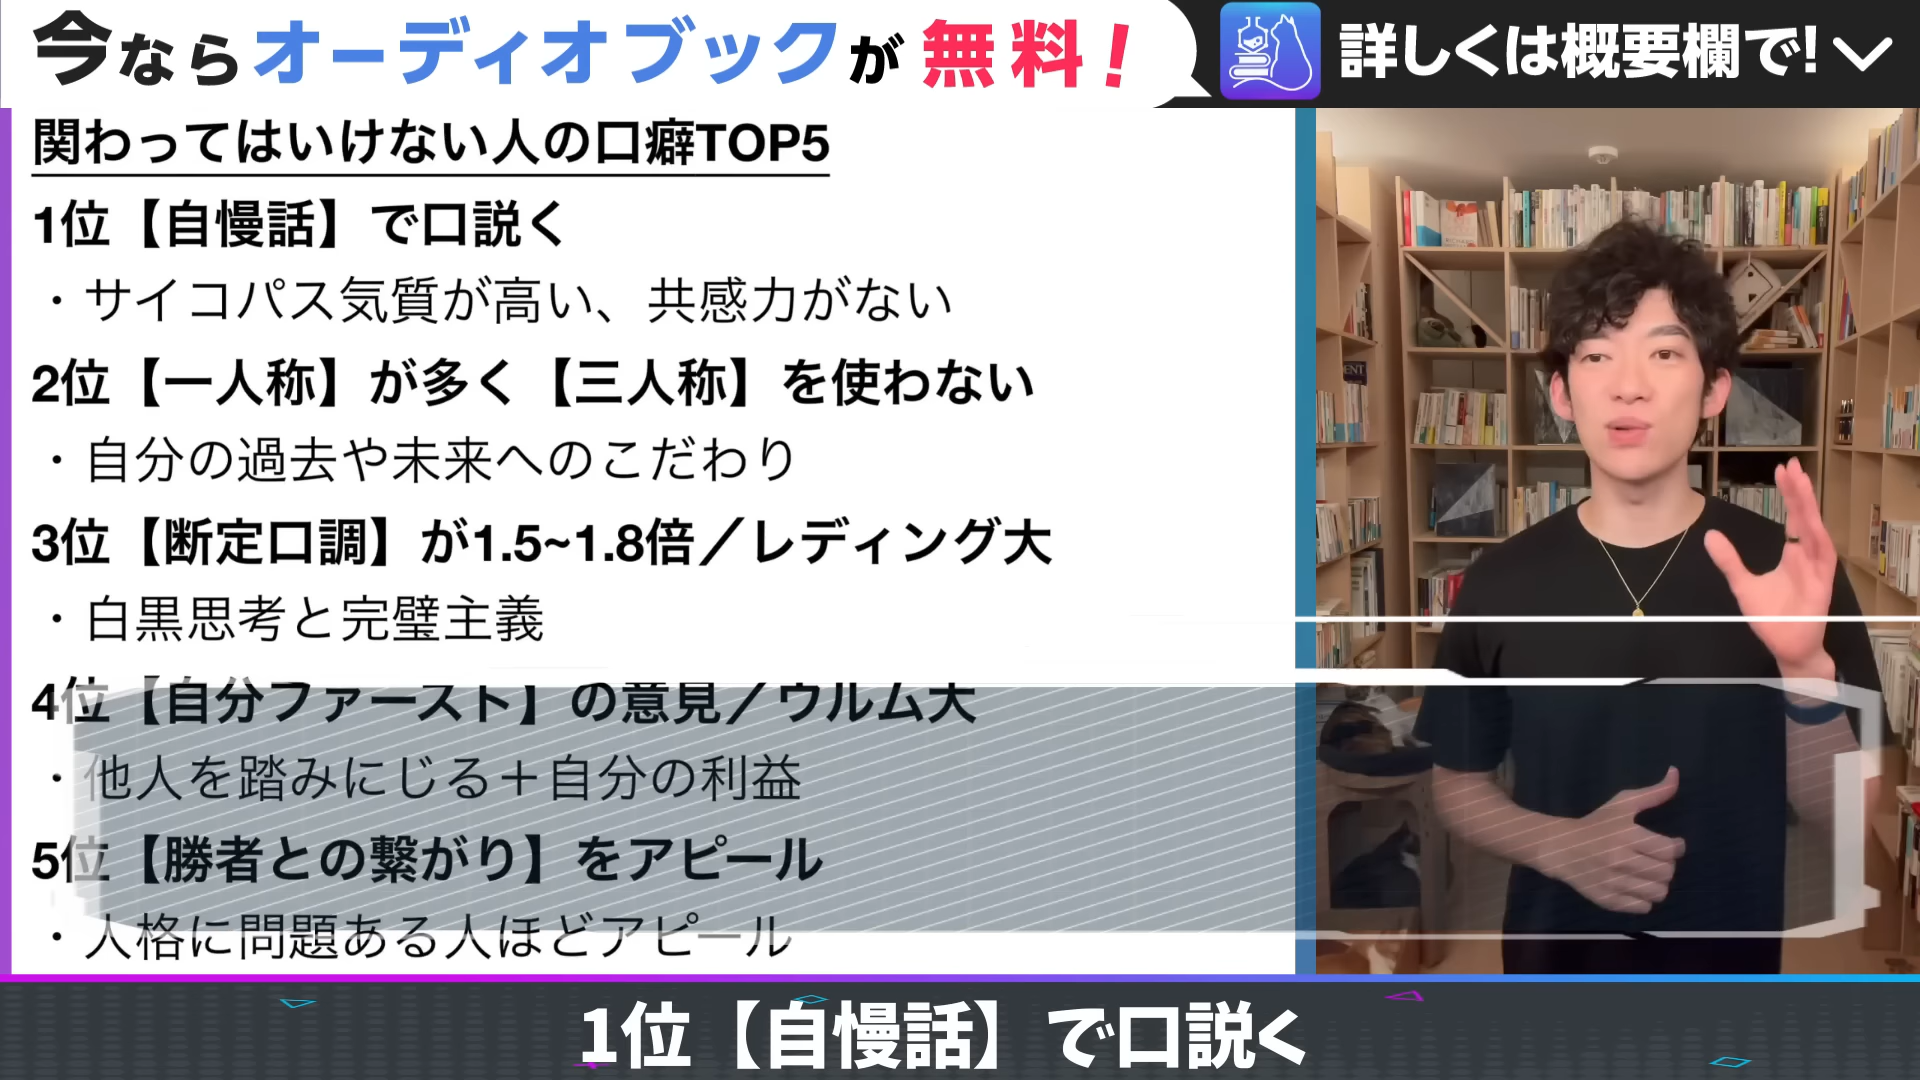 今ならオーディオブックが無料！
詳しくは概要欄で!
関わってはいけない人の口癖TOP5
1位【自慢話】で口説く
・サイコパス気質が高い、共感力がない
2位【一人称】が多く【三人称】を使わない
・自分の過去や未来へのこだわり
3位【断定口調】が1.5~1.8倍／レディング大
・白黒思考と完璧主義
4位【自分ファースト】の意見／ウルム大
・他人を踏みにじる＋自分の利益
5位【勝者との繋がり】をアピール
・人格に問題ある人ほどアピール
1位【自慢話】で口説く